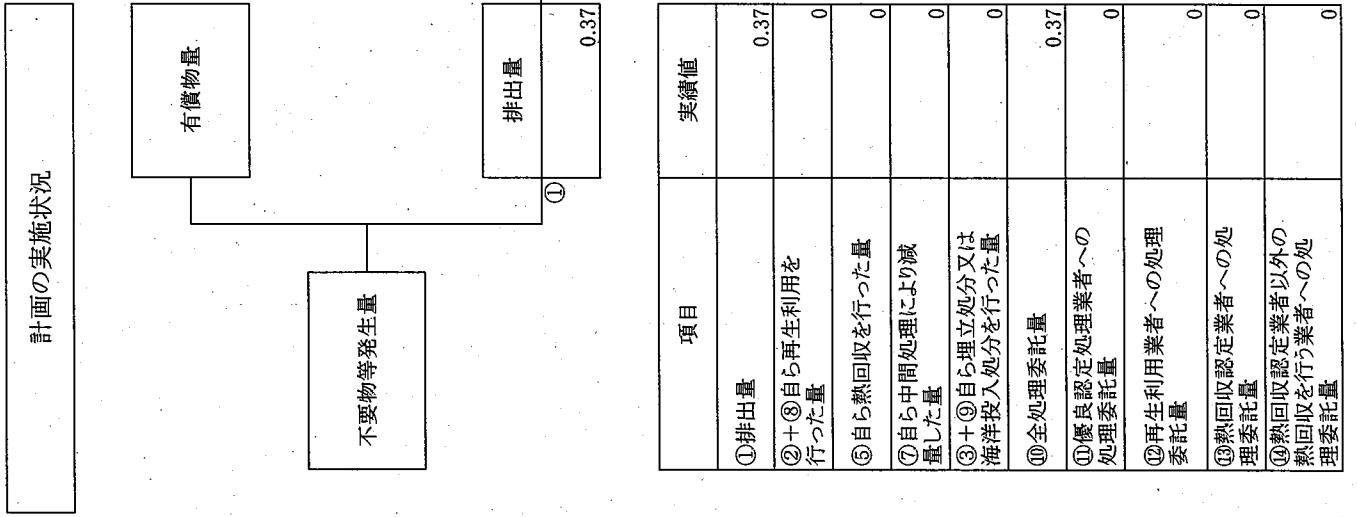 計画の実施状況
有償物量
不要物等発生量
排出量
①
0.37
項目
実績値
①排出量
0.37
②+⑧自ら再生利用を
行った量
0
⑤自ら熱回収を行った量
0
⑦自ら中間処理により減
量した量
0
③+⑨自ら埋立処分又は
海洋投入処分を行った量
0
⑩全処理委託量
0.37
⑪優良認定処理業者への
処理委託量
0
⑫再生利用業者への処理
委託量
0
⑬熱回収認定業者への処
理委託量
0
⑭熱回収認定業者以外の
熱回収を行う業者への処
理委託量
0